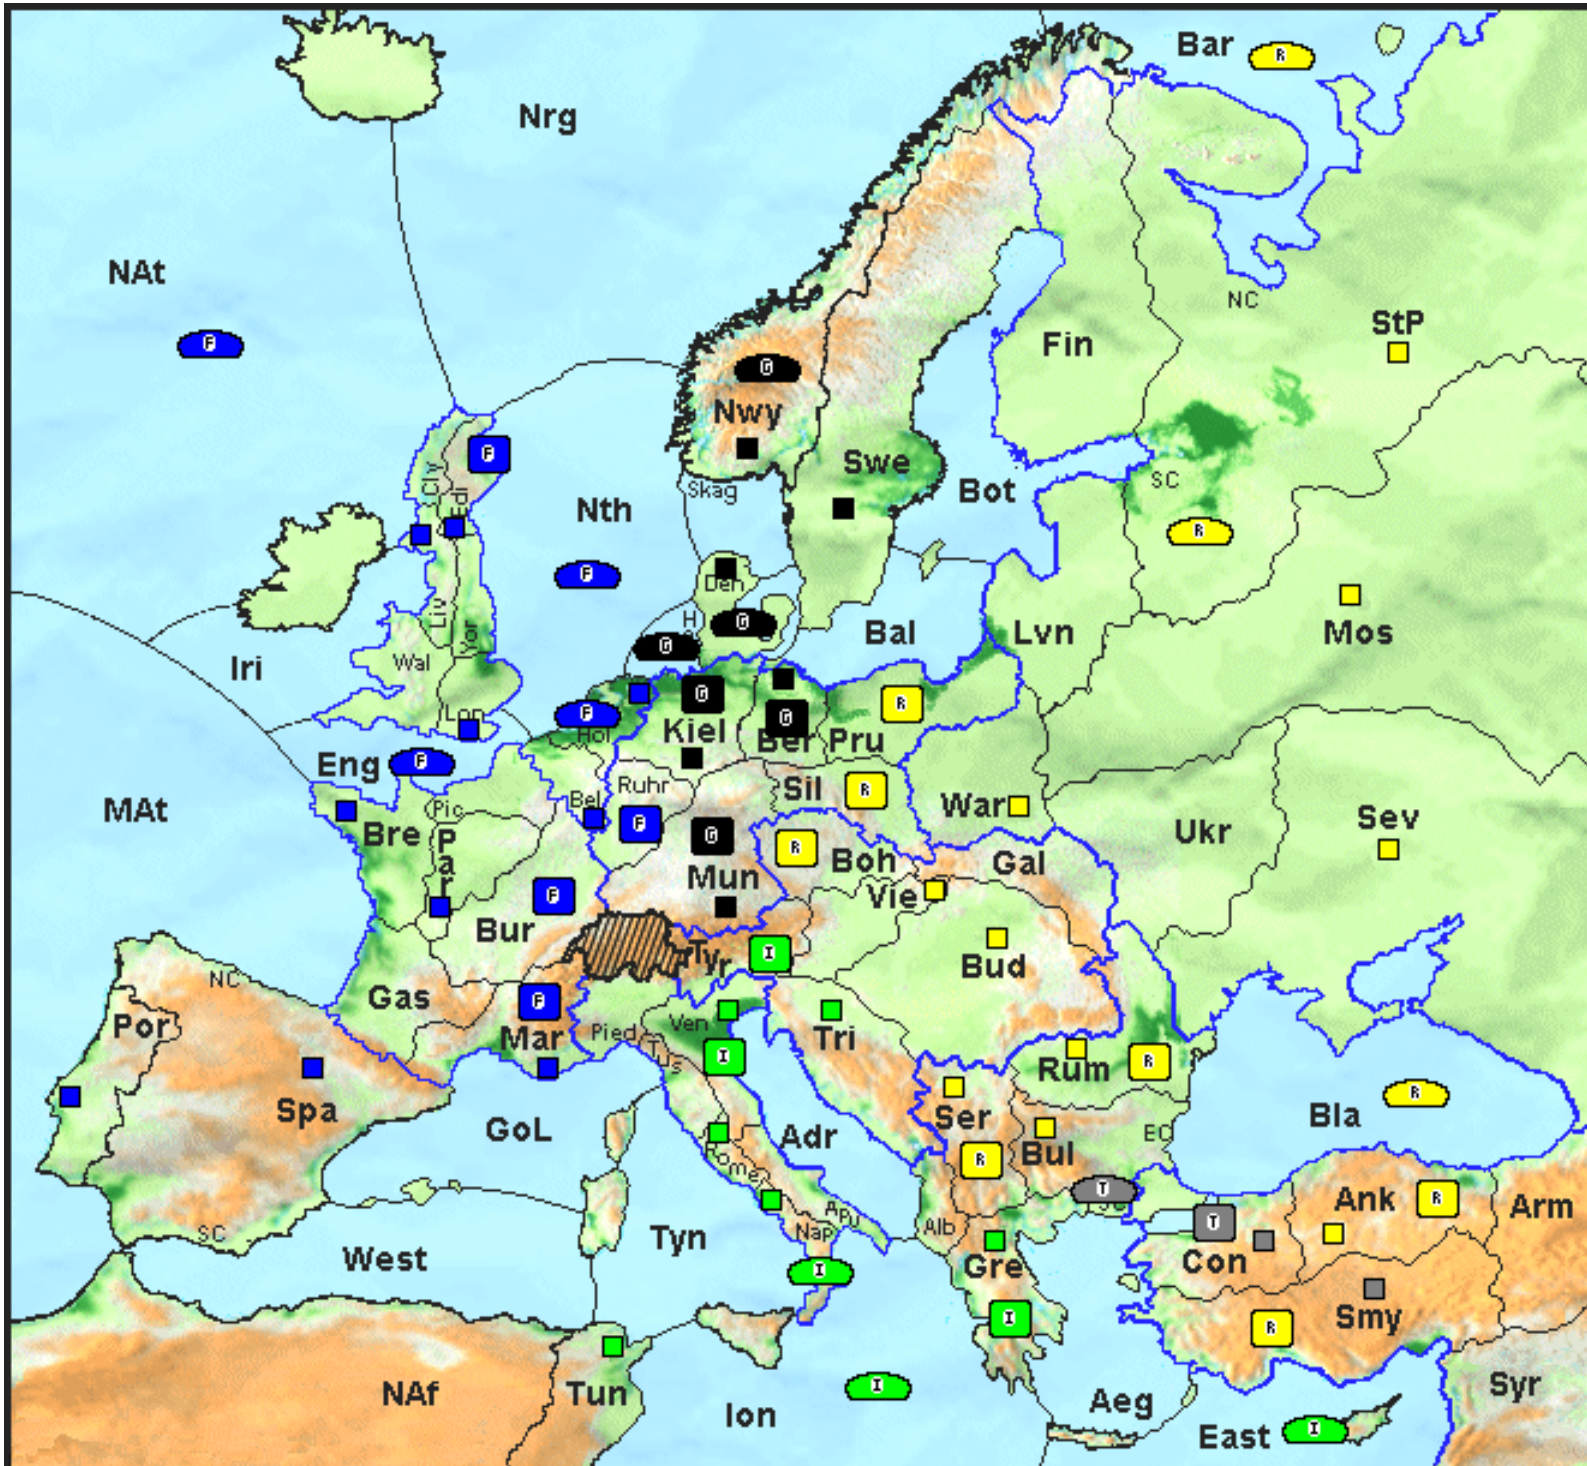 Bar
R
Nrg
NAt
F
NC
StP
Fin
G
Nwy
F
Cly
Edi
Swe
Skag
Bot
SC
R
Nth
F
Den
G
H
G
Liv
Yor
Bal
Lvn
Mos
Iri
Wal
G
R
F
Lon
Hol
Kiel
G
Ber
Pru
Eng
F
Ruhr
Sil
R
MAt
Pic
Bel
War
Bre
Par
F
G
R
Boh
Gal
Ukr
Sev
Mun
Vie
F
Bur
Tyr
I
Bud
NC
Gas
F
Por
Mar
Pied
Ven
Tus
I
Tri
Rum
R
Spa
GoL
Adr
Ser
Bul
EC
Bla
R
Rome
R
T
Ank
R
Arm
SC
West
Tyn
Nap
Apu
Alb
T
Con
Gre
I
I
R
Smy
NAf
Tun
Ion
I
Aeg
East
I
Syr